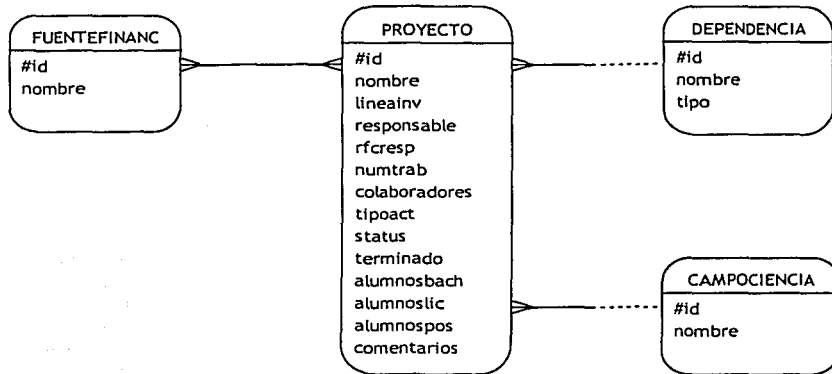 FUENTEFINANC
#id
nombre
PROYECTO
#id
nombre
lineainv
responsable
rfcresp
numtrab
colaboradores
tipoact
status
terminado
alumnosbach
alumnoslic
alumnospos
comentarios
DEPENDENCIA
#id
nombre
tipo
CAMPOCIENCIA
#id
nombre